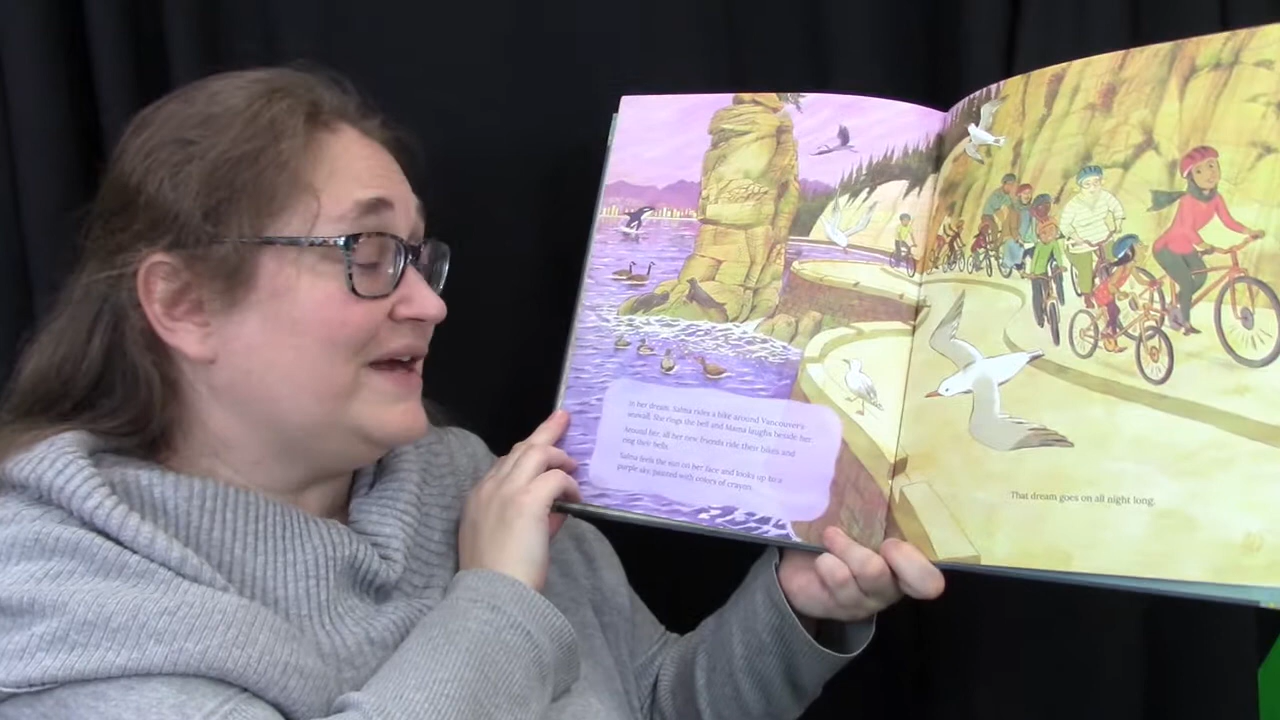 In her dream, Salma rides a bike around Vancouver's
seawall. She rings the bell and Mama laughs beside her.
Around her, all her new friends ride their bikes and
ring their bells.
Salma feels the sun on her face and looks up to a
purple sky, painted with colors of crayons.
That dream goes on all night long.